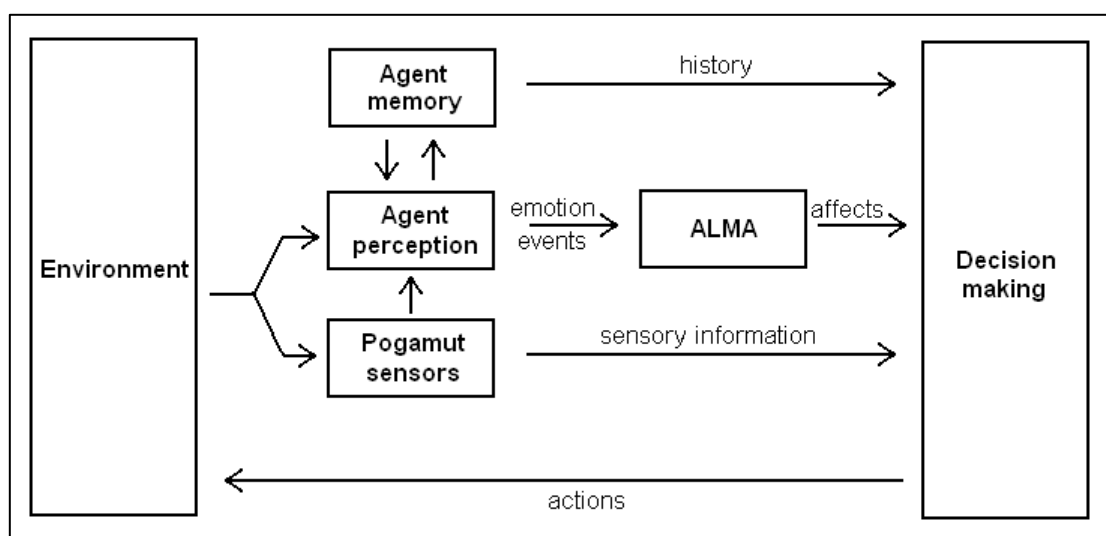 Agent
memory
history
Environment
Agent
perception
emotion
events
ALMA
affects
Decision
making
Pogamut
sensors
sensory information
actions